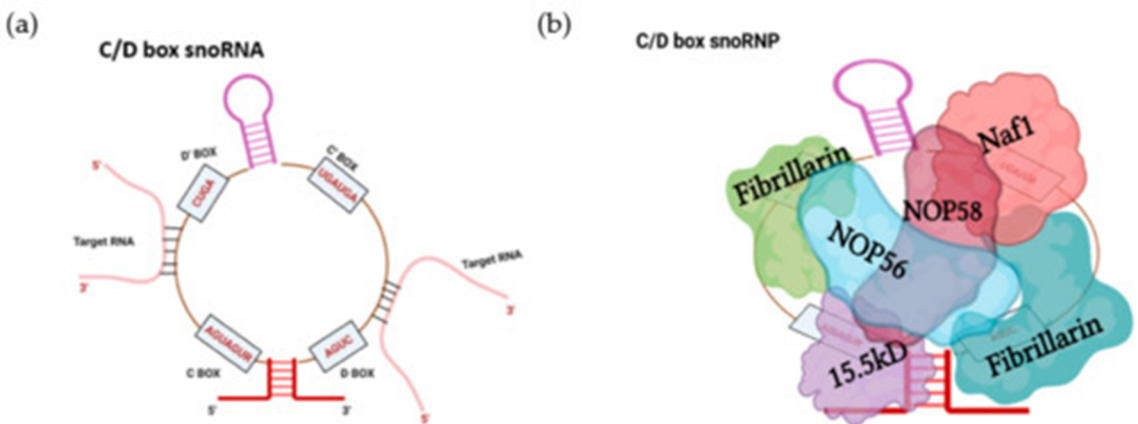 (a)
C/D box snoRNA
D' BOX
CUGA
C' BOX
UGAUGA
5'
Target RNA
3'
Target RNA
3'
AGUAGUR
C BOX
AGUC
D BOX
5'
3'
5'
(b)
C/D box snoRNP
Fibrillarin
Naf1
NOP58
NOP56
15.5kD
Fibrillarin